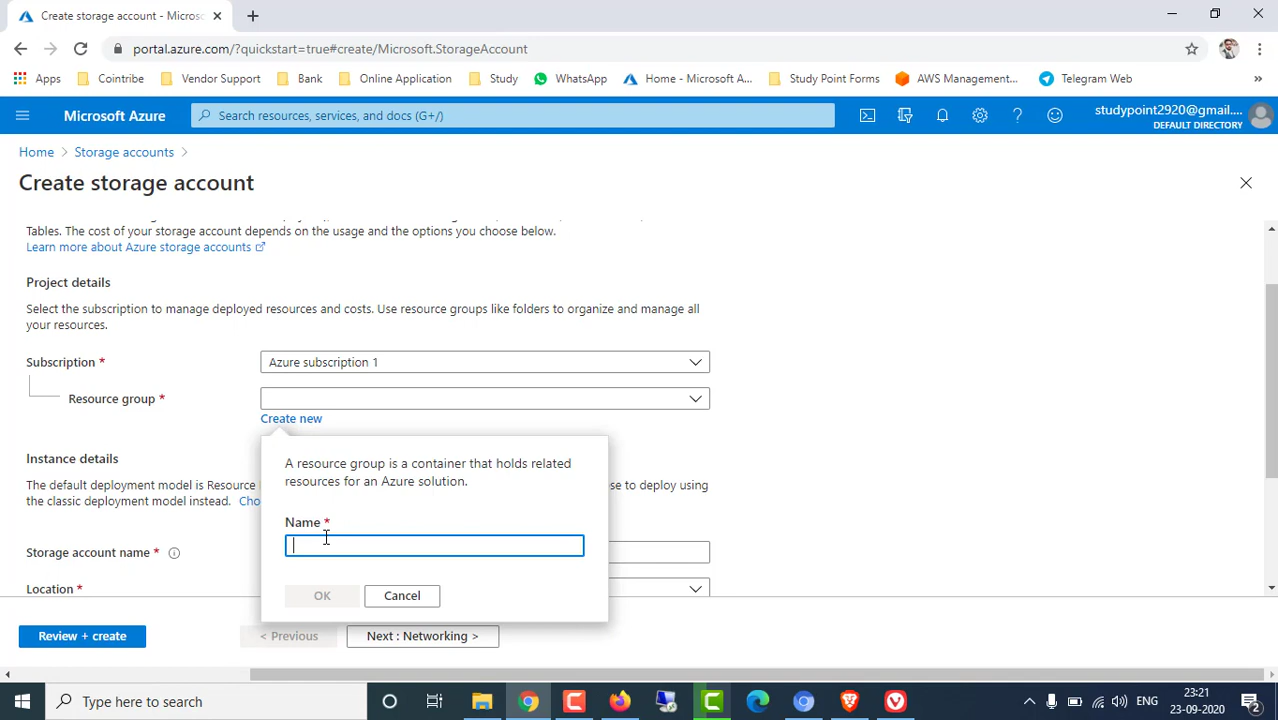 Create storage account - Micros
portal.azure.com/?quickstart=true#create/Microsoft.StorageAccount
Apps Cointribe Vendor Support Bank Online Application Study WhatsApp Home - Microsoft A... Study Point Forms AWS Management... Telegram Web »
Microsoft Azure
Search resources, services, and docs (G+/)
studypoint2920@gmail....
DEFAULT DIRECTORY
Home > Storage accounts >
Create storage account
Tables. The cost of your storage account depends on the usage and the options you choose below.
Learn more about Azure storage accounts
Project details
Select the subscription to manage deployed resources and costs. Use resource groups like folders to organize and manage all
your resources.
Subscription *
Azure subscription 1
Resource group *
Create new
A resource group is a container that holds related
resources for an Azure solution.
Name *
OK
Cancel
Instance details
The default deployment model is Resource
se to deploy using
the classic deployment model instead. Cho
Storage account name *
Location *
Review + create
< Previous
Next : Networking >
Type here to search
ENG
23:21
23-09-2020
2